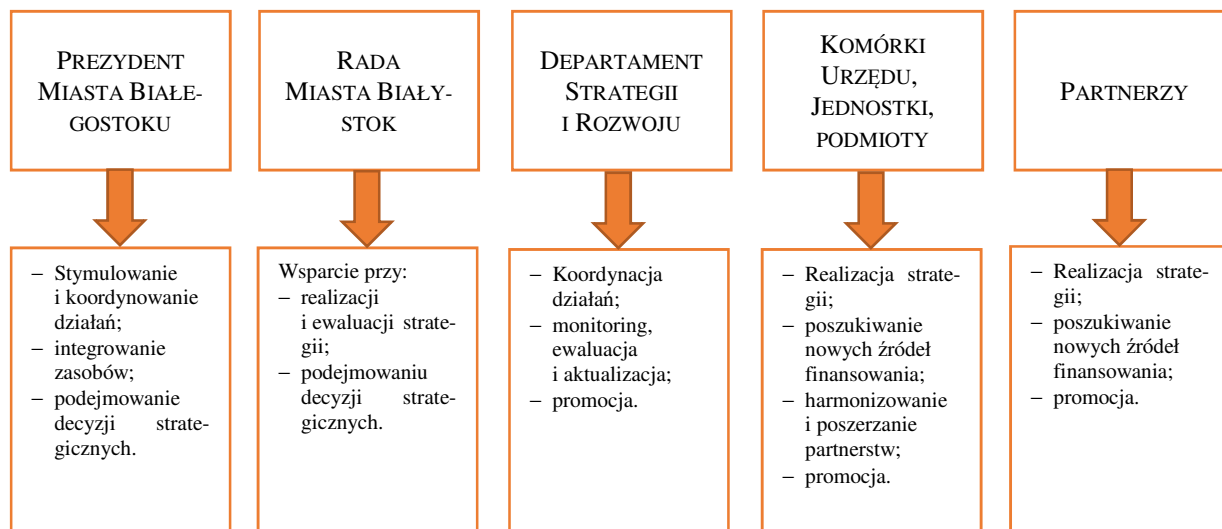 PREZYDENT
MIASTA BIAŁE-
GOSTOKU
RADA
MIASTA BIAŁY-
STOK
DEPARTAMENT
STRATEGII
I ROZWOJU
KOMÓRKI
URZĘDU,
JEDNOSTKI,
PODMIOTY
PARTNERZY
– Stymulowanie
i koordynowanie
działań;
– integrowanie
zasobów;
– podejmowanie
decyzji strate-
gicznych.
Wsparcie przy:
– realizacji
i ewaluacji strate-
gii;
– podejmowaniu
decyzji strate-
gicznych.
– Koordynacja
działań;
– monitoring,
ewaluacja
i aktualizacja;
– promocja.
– Realizacja strate-
gii;
– poszukiwanie
nowych źródeł
finansowania;
– harmonizowanie
i poszerzanie
partnerstw;
– promocja.
– Realizacja strate-
gii;
– poszukiwanie
nowych źródeł
finansowania;
– promocja.